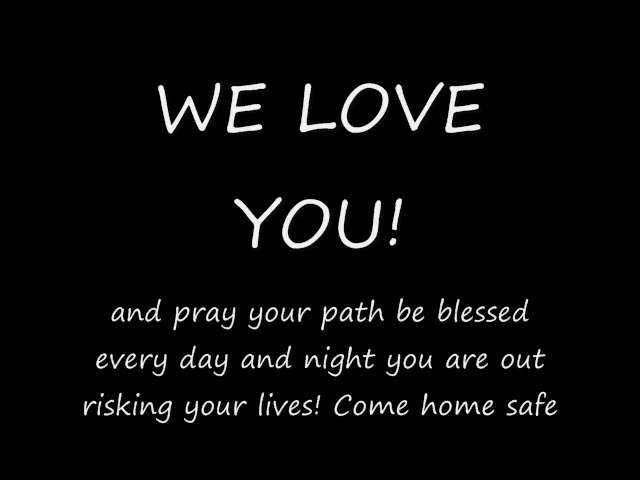 WE LOVE
YOU!
and pray your path be blessed
every day and night you are out
risking your lives! Come home safe